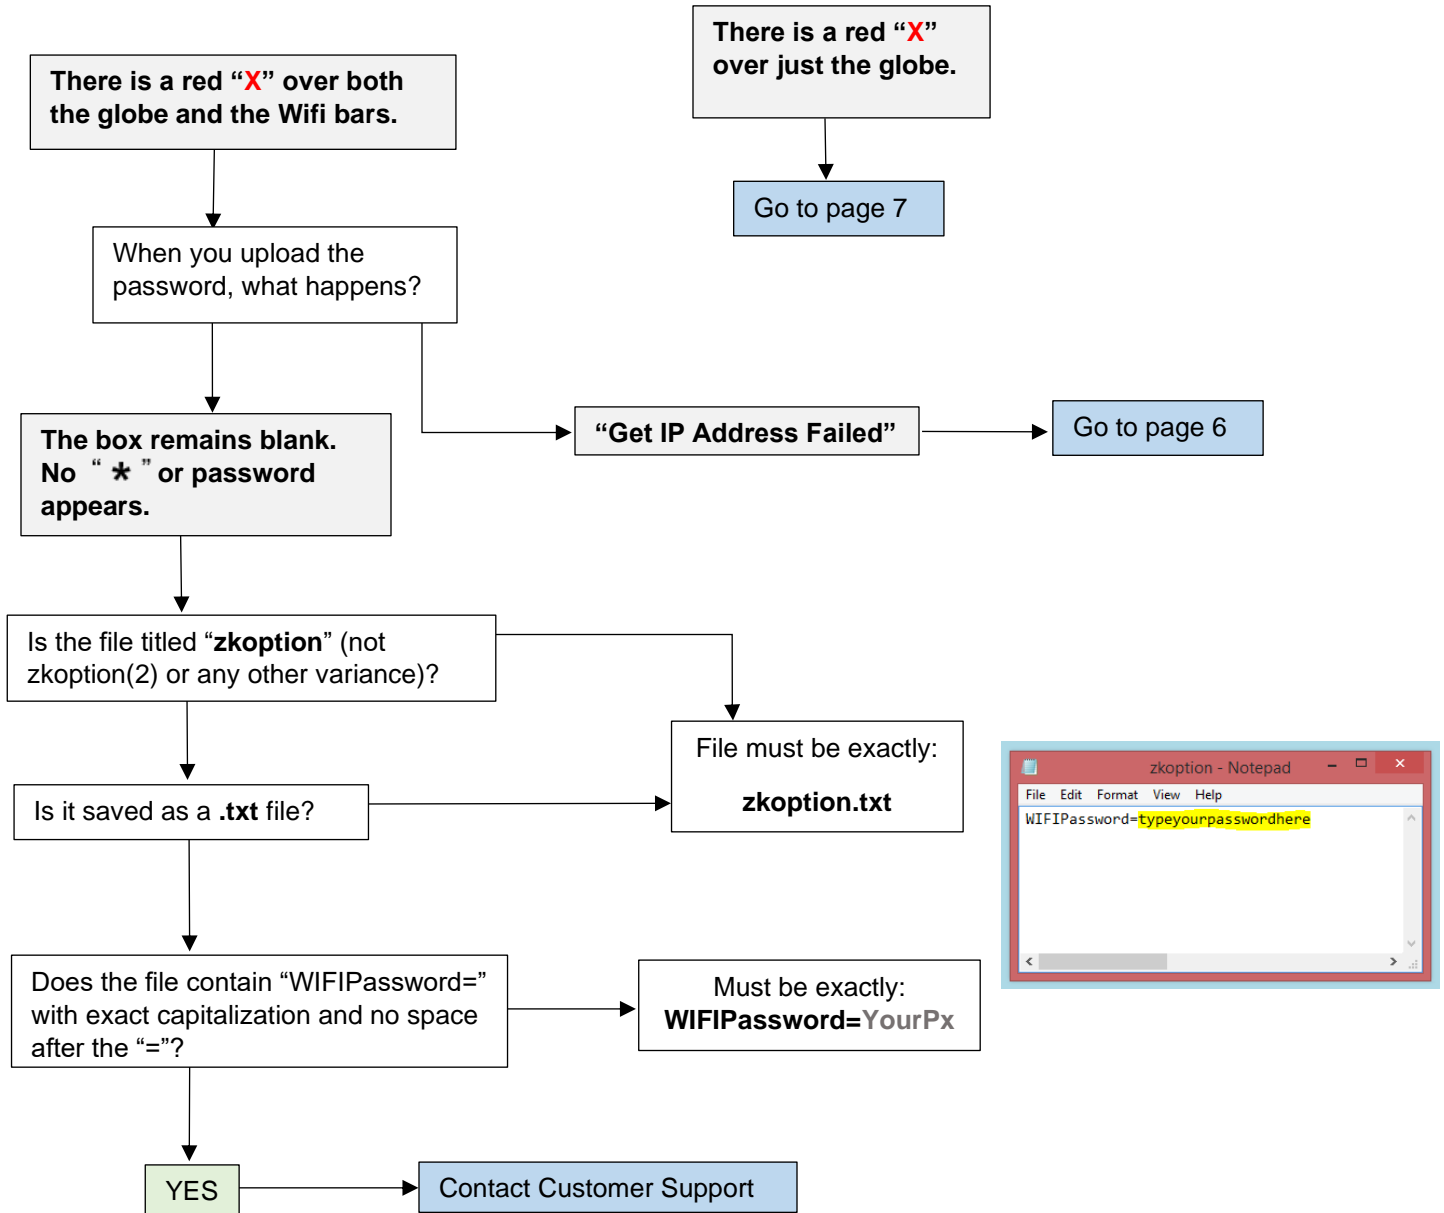 There is a red “X” over both
the globe and the Wifi bars.
There is a red “X”
over just the globe.
Go to page 7
When you upload the
password, what happens?
The box remains blank.
No “ * ” or password
appears.
“Get IP Address Failed”
Go to page 6
Is the file titled “zkoption” (not
zkoption(2) or any other variance)?
File must be exactly:
zkoption.txt
Is it saved as a .txt file?
zkoption - Notepad
File Edit Format View Help
WIFIPassword=typeyourpasswordhere
Does the file contain “WIFIPassword=”
with exact capitalization and no space
after the “=”?
Must be exactly:
WIFIPassword=YourPx
YES
Contact Customer Support